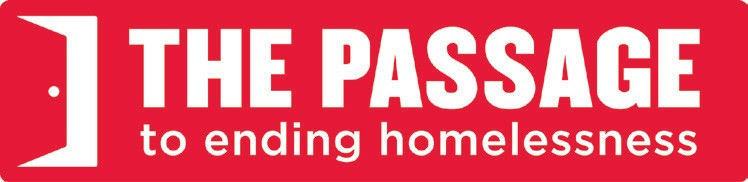 THE PASSAGE
to ending homelessness